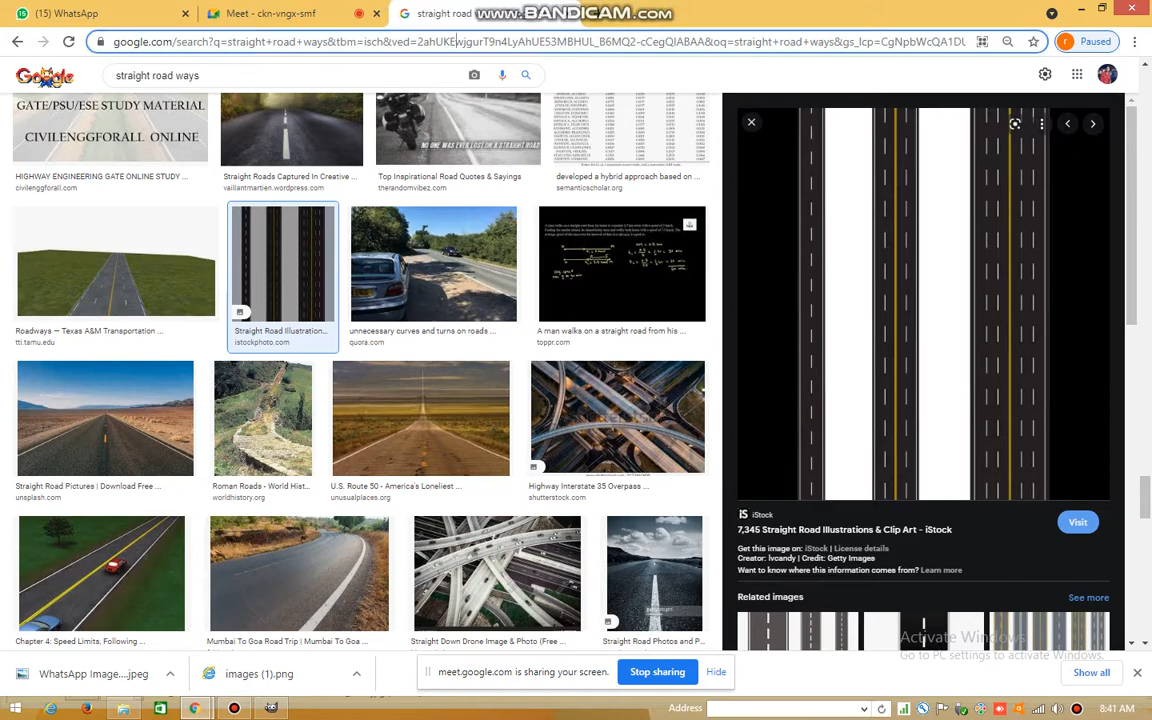 (15) WhatsApp
Meet - ckn-vngx-smf
straight road
www.BANDICAM.com
google.com/search?q=straight+road+ways&tbm=isch&ved=2ahUKEwjgurT9n4LyAhUE53MBHUL_B6MQ2-cCegQIABAA&oq=straight+road+ways&gs_lcp=CgNpbWcQA1DU
Paused
Google
straight road ways
GATE/PSU/ESE STUDY MATERIAL
CIVILENGGFORALL ONLINE
NO ONE WAS EVER LOST ON A STRAIGHT ROAD
HIGHWAY ENGINEERING GATE ONLINE STUDY ...
civilenggforall.com
Straight Roads Captured In Creative ...
vaillantmartien.wordpress.com
Top Inspirational Road Quotes & Sayings
therandomvibez.com
developed a hybrid approach based on ...
semanticscholar.org
Roadways — Texas A&M Transportation ...
tti.tamu.edu
Straight Road Illustration...
istockphoto.com
unnecessary curves and turns on roads ...
quora.com
A man walks on a straight road from his ...
toppr.com
Straight Road Pictures | Download Free ...
unsplash.com
Roman Roads - World Hist...
worldhistory.org
U.S. Route 50 - America's Loneliest ...
unusualplaces.org
Highway Interstate 35 Overpass ...
shutterstock.com
Chapter 4: Speed Limits, Following ...
Mumbai To Goa Road Trip | Mumbai To Goa ...
Straight Down Drone Image & Photo (Free ...
Straight Road Photos and P...
iS iStock
7,345 Straight Road Illustrations & Clip Art - iStock
Visit
Get this image on: iStock | License details
Creator: lvcandy | Credit: Getty Images
Want to know where this information comes from? Learn more
Related images
See more
Activate Windows
Go to PC settings to activate Windows.
WhatsApp Image....jpeg
images (1).png
meet.google.com is sharing your screen.
Stop sharing
Hide
Show all
Address
8:41 AM